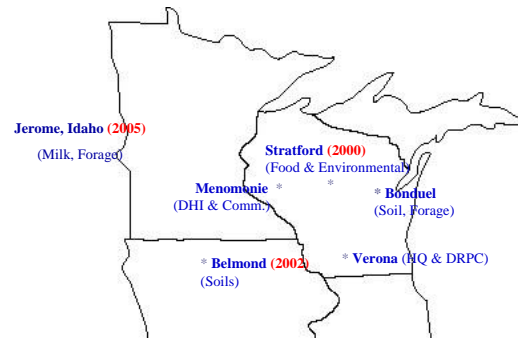 Jerome, Idaho (2005)
(Milk, Forage)
Stratford (2000)
(Food & Environmental)
Menomonie *
(DHI & Comm.)
*
* Bonduel
(Soil, Forage)
* Belmond (2002)
(Soils)
* Verona (HQ & DRPC)